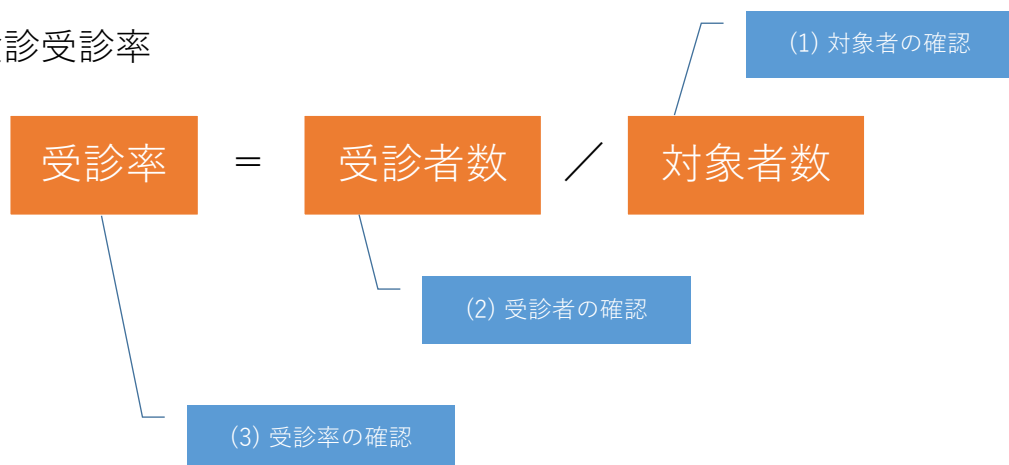 診受診率
(1) 対象者の確認
受診率 = 受診者数 ／ 対象者数
(2) 受診者の確認
(3) 受診率の確認